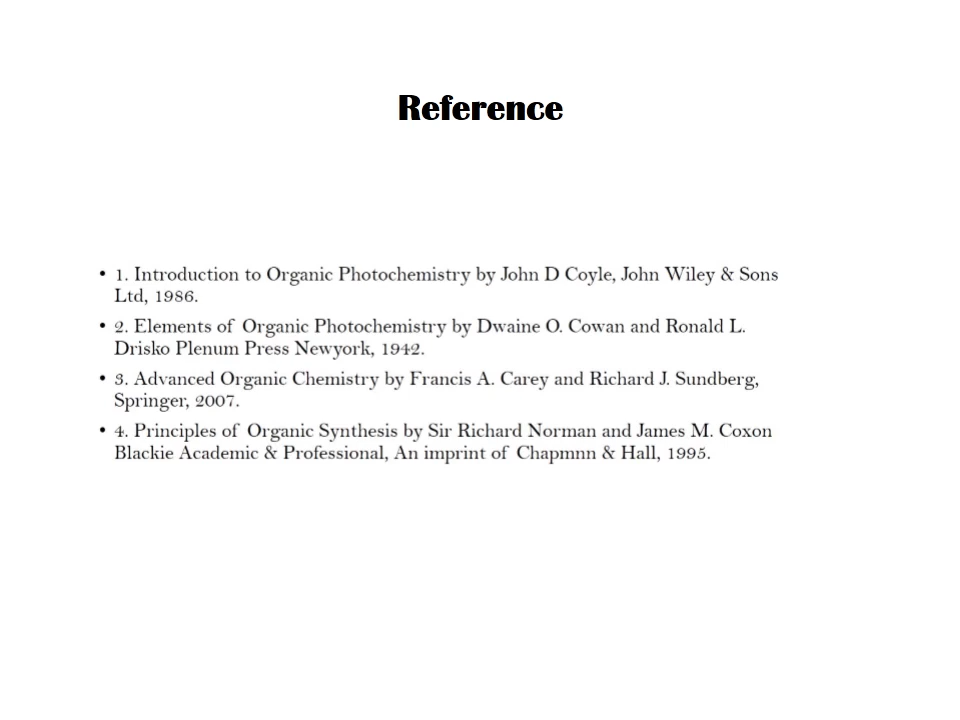 Reference
• 1. Introduction to Organic Photochemistry by John D Coyle, John Wiley & Sons
Ltd, 1986.
• 2. Elements of Organic Photochemistry by Dwaine O. Cowan and Ronald L.
Drisko Plenum Press Newyork, 1942.
• 3. Advanced Organic Chemistry by Francis A. Carey and Richard J. Sundberg,
Springer, 2007.
• 4. Principles of Organic Synthesis by Sir Richard Norman and James M. Coxon
Blackie Academic & Professional, An imprint of Chapmnn & Hall, 1995.